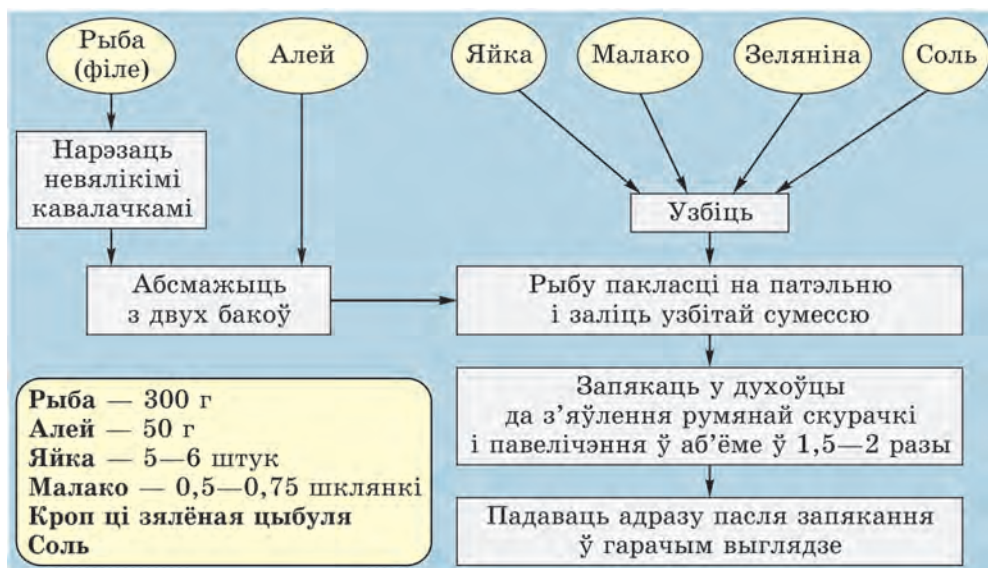 Рыба
(філе)
Алей
Яйка
Малако
Зеляніна
Соль
Нарэзаць
невялікімі
кавалачкамі
Узбіць
Абсмажыць
з двух бакоў
Рыбу пакласці на патэльню
і заліць узбітай сумессю
Запякаць у духоўцы
да з'яўлення румянай скурачкі
і павелічэння ў аб'ёме ў 1,5—2 разы
Падаваць адразу пасля запякання
ў гарачым выглядзе
Рыба — 300 г
Алей — 50 г
Яйка — 5—6 штук
Малако — 0,5—0,75 шклянкі
Кроп ці зялёная цыбуля
Соль